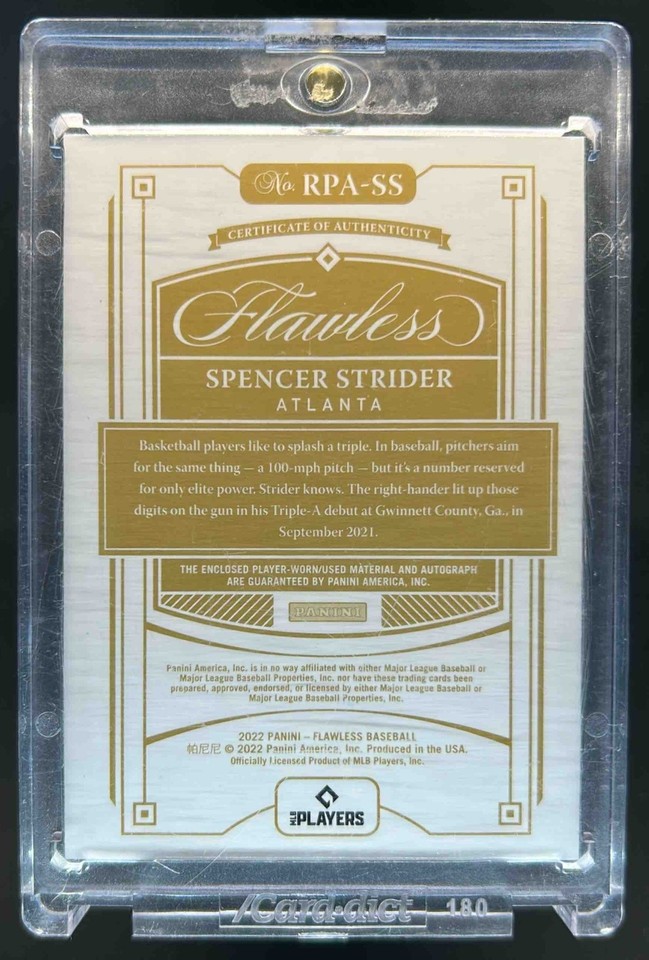 No. RPA-SS
CERTIFICATE OF AUTHENTICITY
Flawless
SPENCER STRIDER
ATLANTA
Basketball players like to splash a triple. In baseball, pitchers aim
for the same thing — a 100-mph pitch — but it's a number reserved
for only elite power. Strider knows. The right-hander lit up those
digits on the gun in his Triple-A debut at Gwinnett County, Ga., in
September 2021.
THE ENCLOSED PLAYER-WORN/USED MATERIAL AND AUTOGRAPH
ARE GUARANTEED BY PANINI AMERICA, INC.
PANINI
Panini America, Inc. is in no way affiliated with either Major League Baseball or
Major League Baseball Properties, Inc. nor have these trading cards been
prepared, approved, endorsed, or licensed by either Major League Baseball or
Major League Baseball Properties, Inc.
2022 PANINI – FLAWLESS BASEBALL
帕尼尼 © 2022 Panini America, Inc. Produced in the USA.
Officially Licensed Product of MLB Players, Inc.
MLB PLAYERS
180